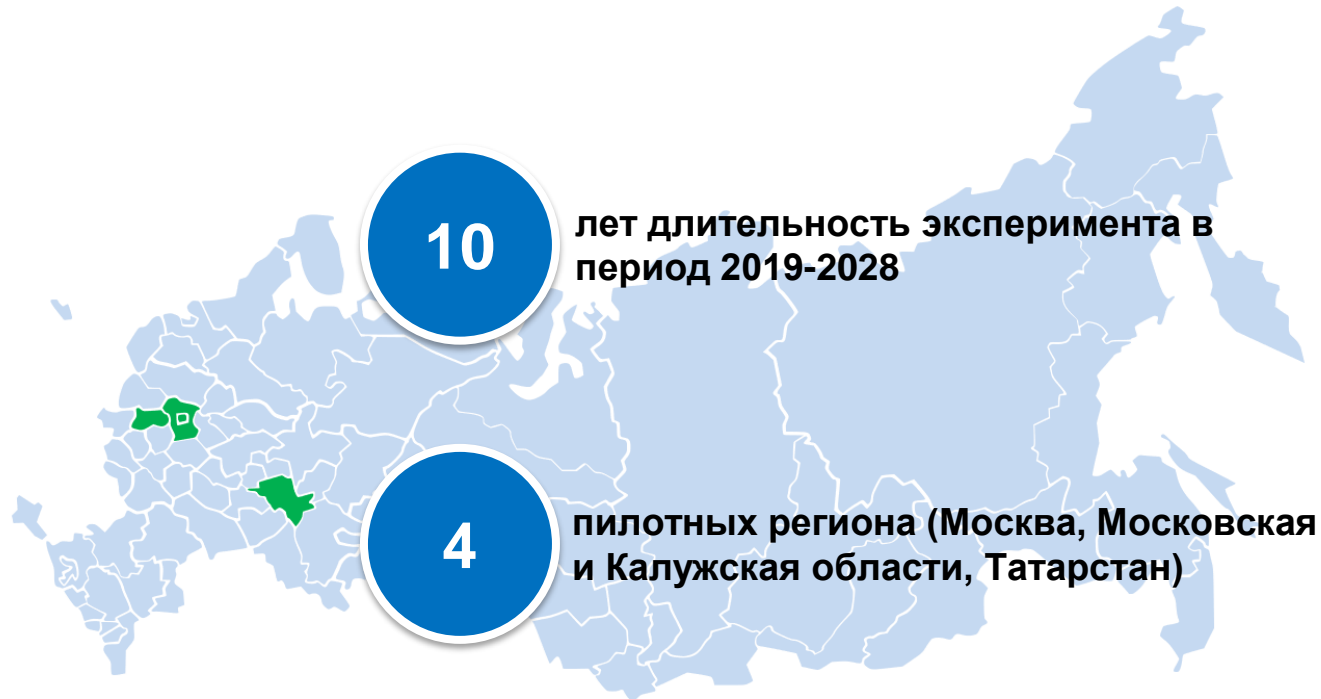 10
лет длительность эксперимента в
период 2019-2028
4
пилотных региона (Москва, Московская
и Калужская области, Татарстан)